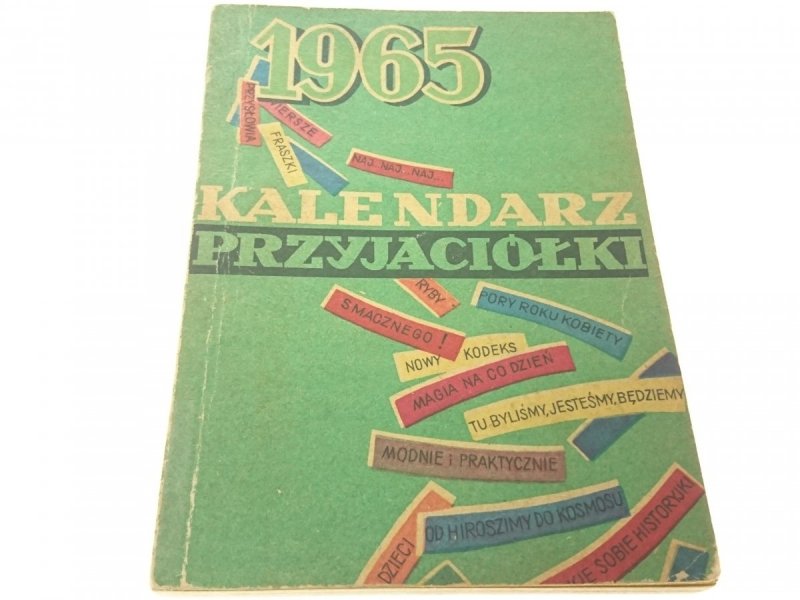 1965
PRZYSŁOWIA
WIERSZE
FRASZKI
NAJ...NAJ...NAJ...
KALENDARZ
PRZYJACIÓŁKI
RYBY
PORY ROKU KOBIETY
SMACZNEGO!
NOWY KODEKS
MAGIA NA CO DZIEŃ
TU BYLIŚMY, JESTEŚMY, BĘDZIEMY
MODNIE i PRAKTYCZNIE
DZIECI
OD HIROSZIMY DO KOSMOSU
SOBIE HISTORYJKI